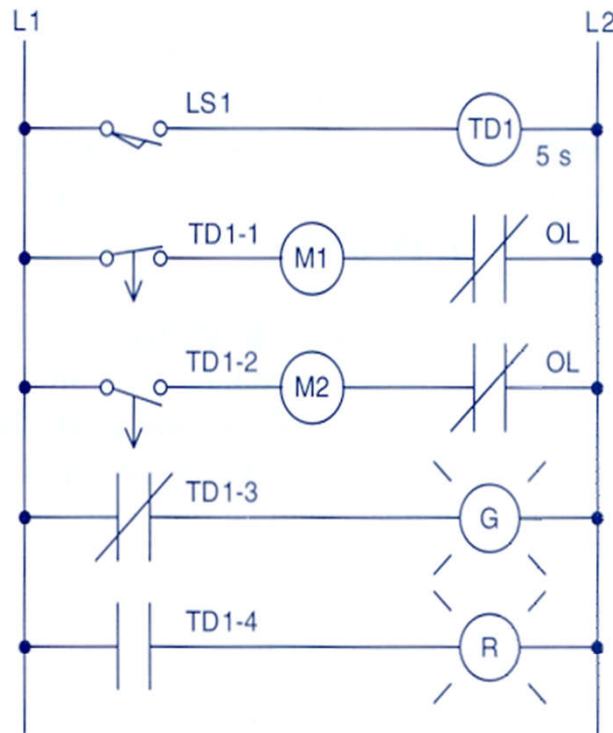 L1 L2
LS1 TD1
5 s
TD1-1 M1 OL
TD1-2 M2 OL
TD1-3 G
TD1-4 R